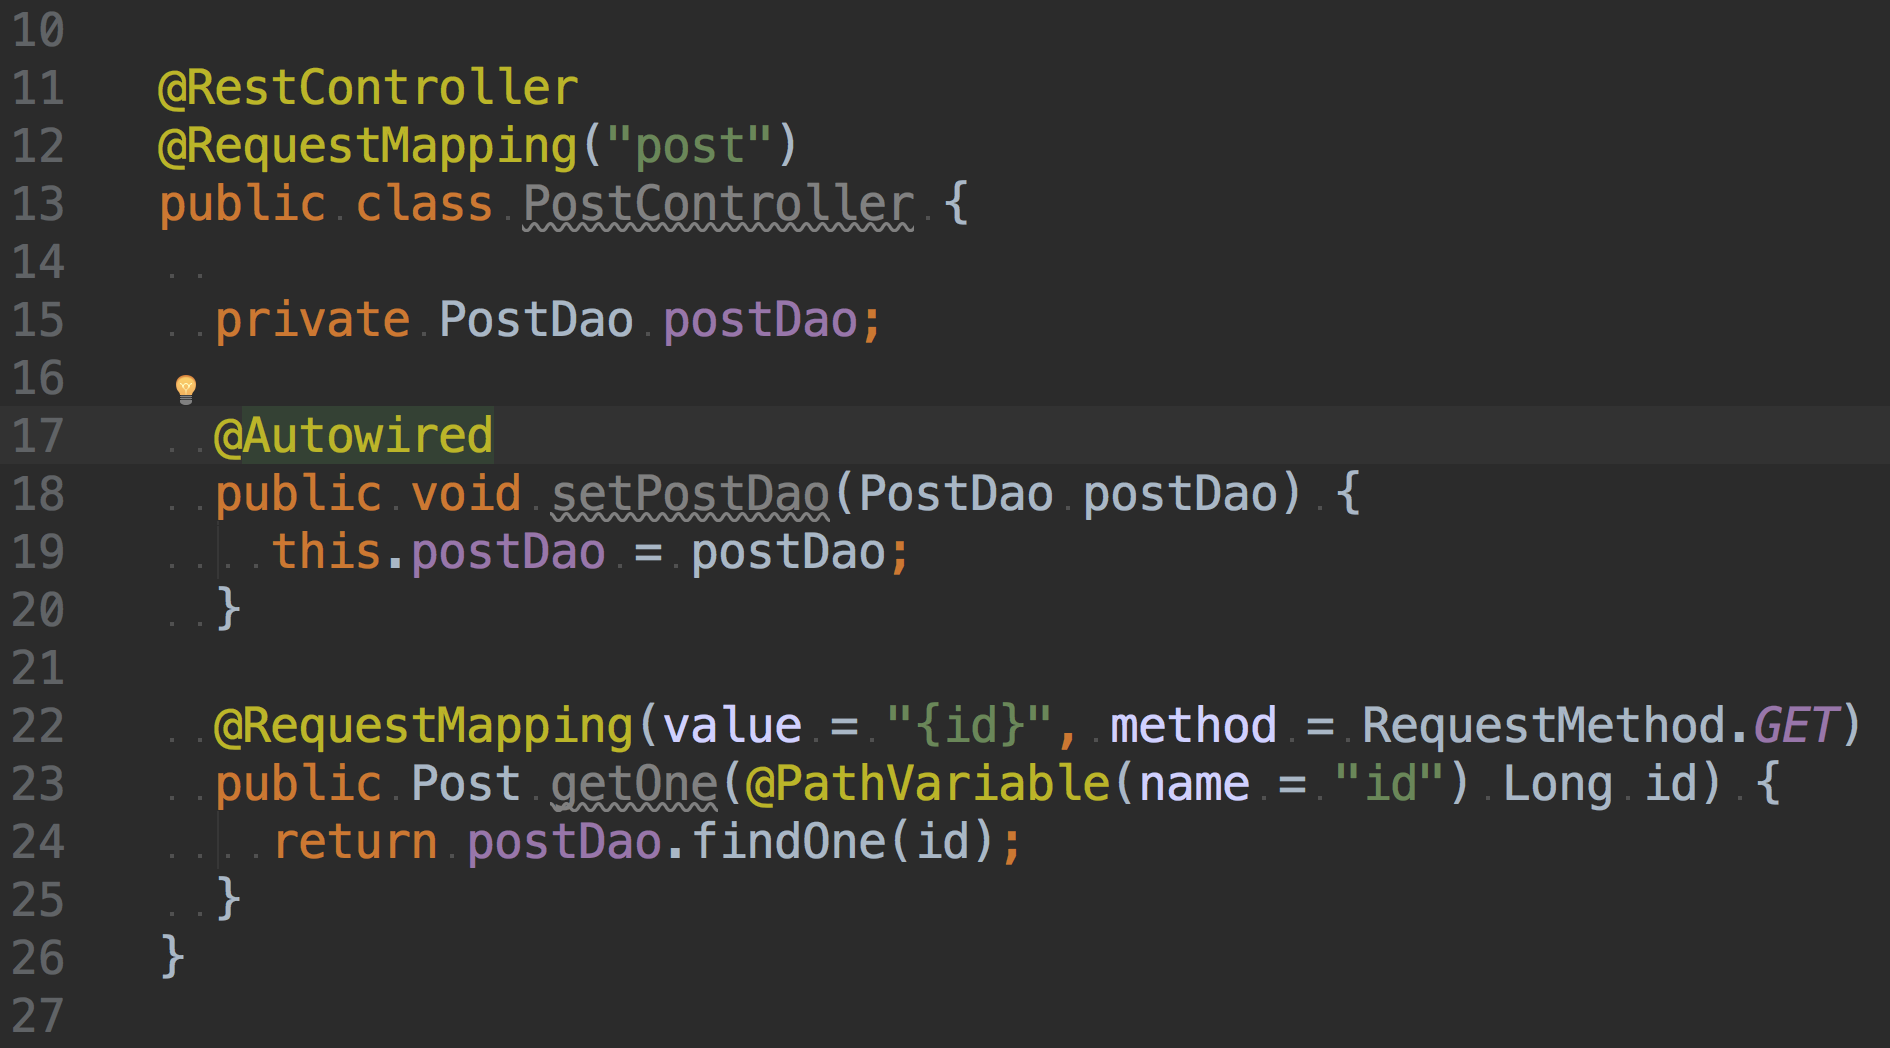 10
11 @RestController
12 @RequestMapping("post")
13 public class PostController {
14
15   private PostDao postDao;
16
17   @Autowired
18   public void setPostDao(PostDao postDao) {
19     this.postDao = postDao;
20   }
21
22   @RequestMapping(value = "{id}", method = RequestMethod.GET)
23   public Post getOne(@PathVariable(name = "id") Long id) {
24     return postDao.findOne(id);
25   }
26 }
27